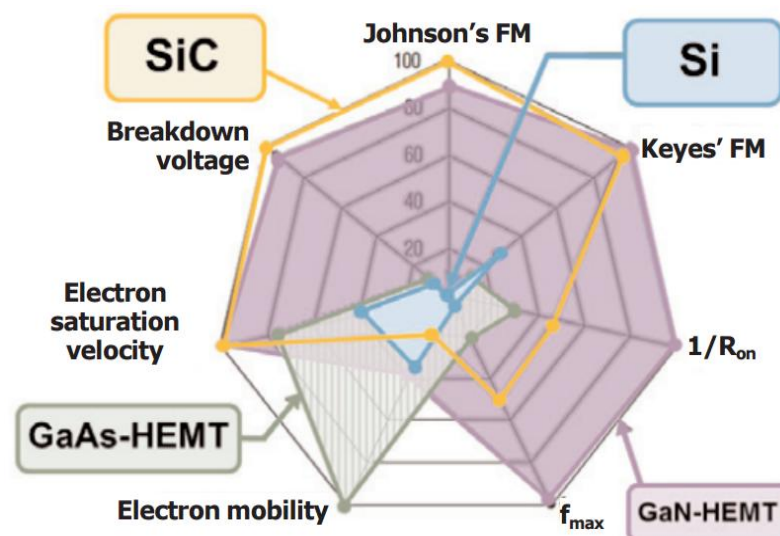 Johnson's FM
SiC
Si
100
80
60
40
20
Breakdown
voltage
Keyes' FM
Electron
saturation
velocity
1/Ron
GaAs-HEMT
Electron mobility
fmax
GaN-HEMT